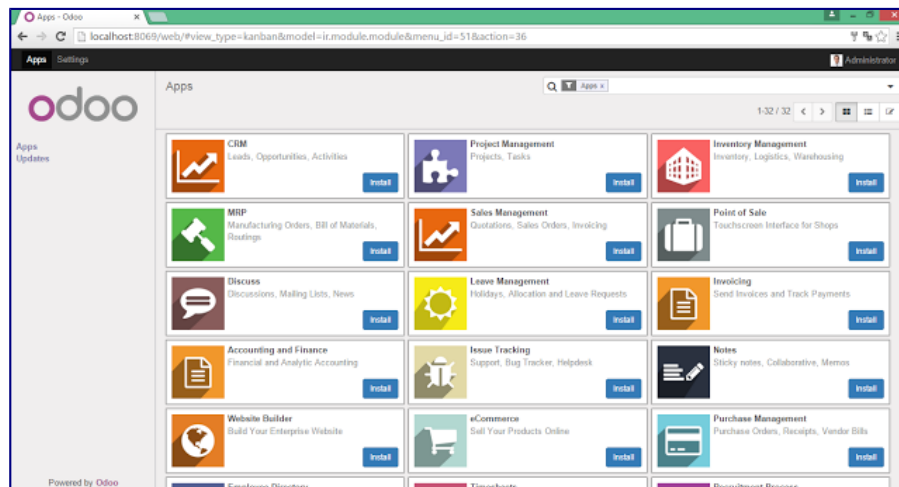 Apps - Odoo
localhost:8069/web/#view_type=kanban&model=ir.module.module&menu_id=51&action=36
Apps Settings Administrator
odoo
Apps
Updates
Apps
Apps x
1-32 / 32
CRM
Leads, Opportunities, Activities
Install
Project Management
Projects, Tasks
Install
Inventory Management
Inventory, Logistics, Warehousing
Install
MRP
Manufacturing Orders, Bill of Materials,
Routings
Install
Sales Management
Quotations, Sales Orders, Invoicing
Install
Point of Sale
Touchscreen Interface for Shops
Install
Discuss
Discussions, Mailing Lists, News
Install
Leave Management
Holidays, Allocation and Leave Requests
Install
Invoicing
Send Invoices and Track Payments
Install
Accounting and Finance
Financial and Analytic Accounting
Install
Issue Tracking
Support, Bug Tracker, Helpdesk
Install
Notes
Sticky notes, Collaborative, Memos
Install
Website Builder
Build Your Enterprise Website
Install
eCommerce
Sell Your Products Online
Install
Purchase Management
Purchase Orders, Receipts, Vendor Bills
Install
Employee Directory
Timesheets
Recruitment Process
Powered by Odoo